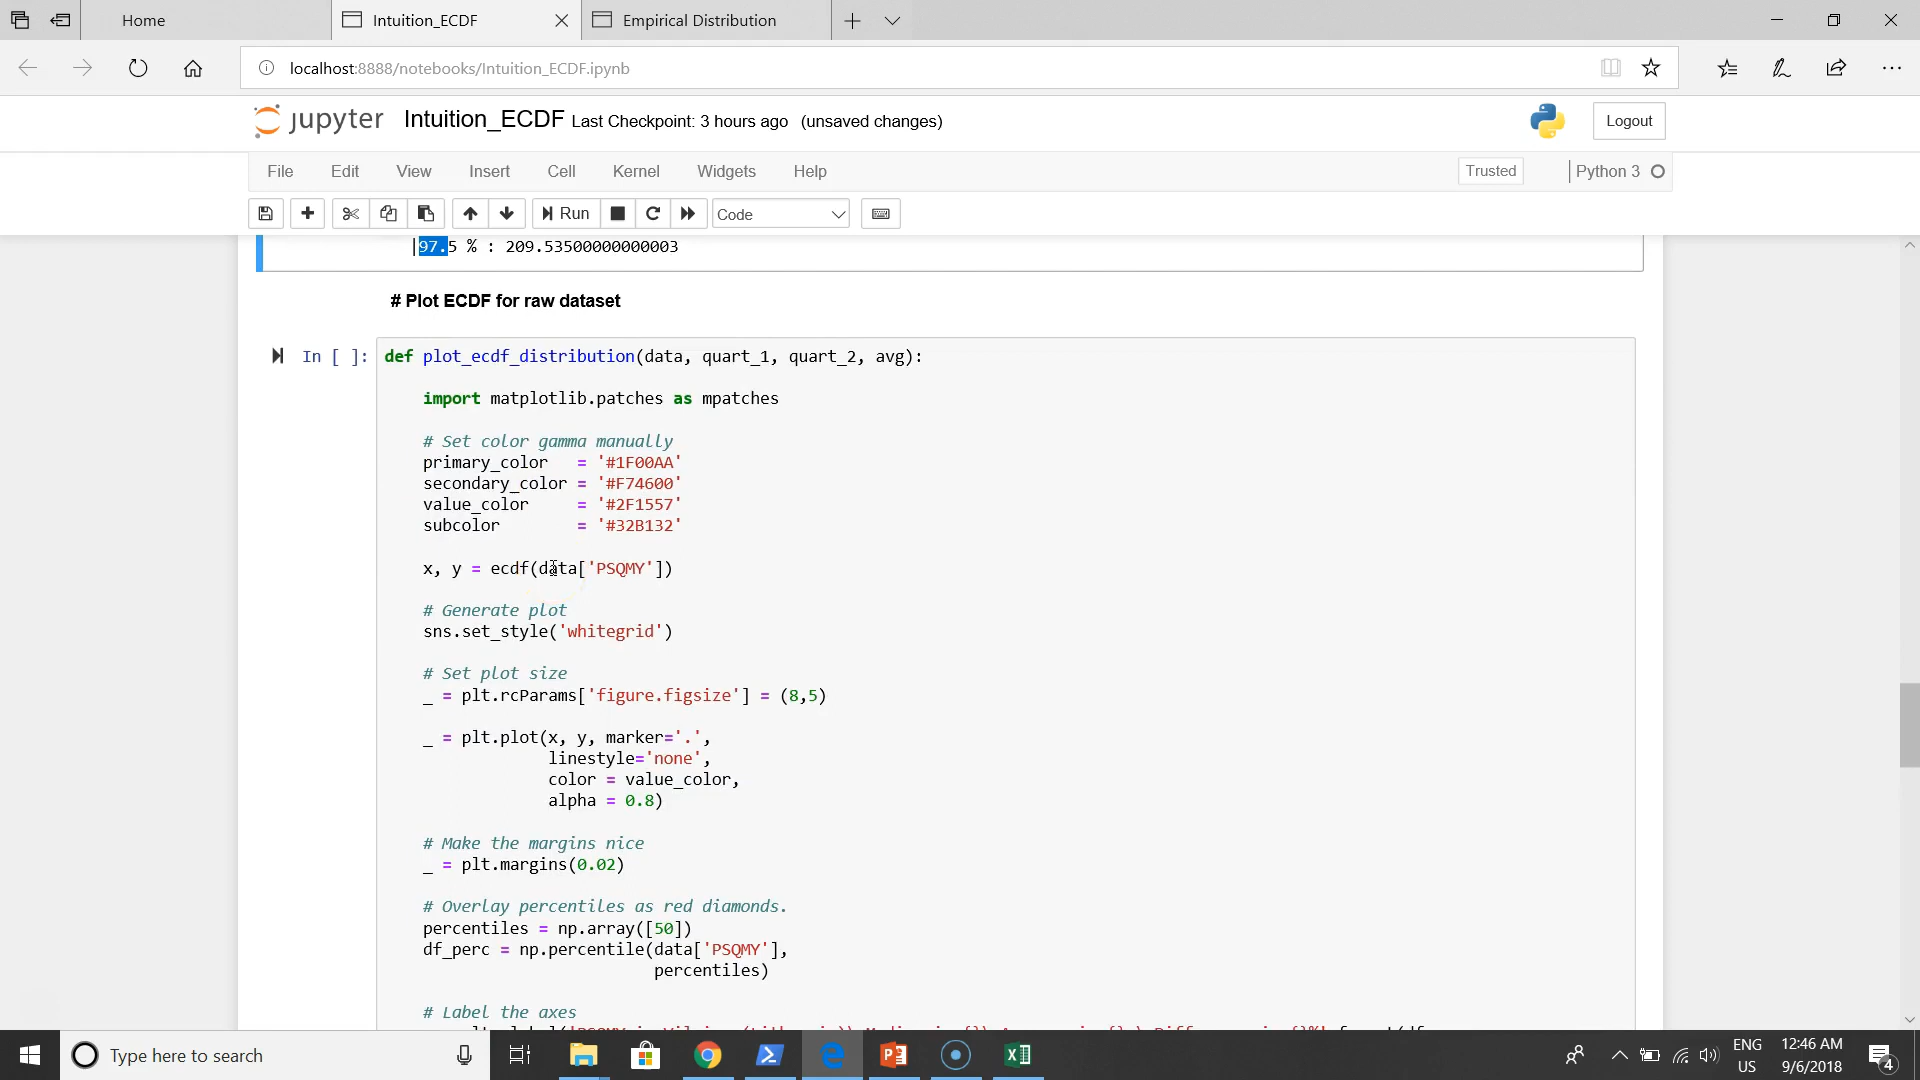 Home
Intuition_ECDF
Empirical Distribution
localhost:8888/notebooks/Intuition_ECDF.ipynb
jupyter Intuition_ECDF Last Checkpoint: 3 hours ago (unsaved changes)
Logout
File Edit View Insert Cell Kernel Widgets Help
Trusted
Python 3
Run
Code
97.5 % : 209.53500000000003
# Plot ECDF for raw dataset
In [ ]: def plot_ecdf_distribution(data, quart_1, quart_2, avg):
import matplotlib.patches as mpatches
# Set color gamma manually
primary_color = '#1F00AA'
secondary_color = '#F74600'
value_color = '#2F1557'
subcolor = '#32B132'
x, y = ecdf(data['PSQMY'])
# Generate plot
sns.set_style('whitegrid')
# Set plot size
_ = plt.rcParams['figure.figsize'] = (8,5)
_ = plt.plot(x, y, marker='.',
linestyle='none',
color = value_color,
alpha = 0.8)
# Make the margins nice
_ = plt.margins(0.02)
# Overlay percentiles as red diamonds.
percentiles = np.array([50])
df_perc = np.percentile(data['PSQMY'],
percentiles)
# Label the axes
Type here to search
ENG
US
12:46 AM
9/6/2018
4